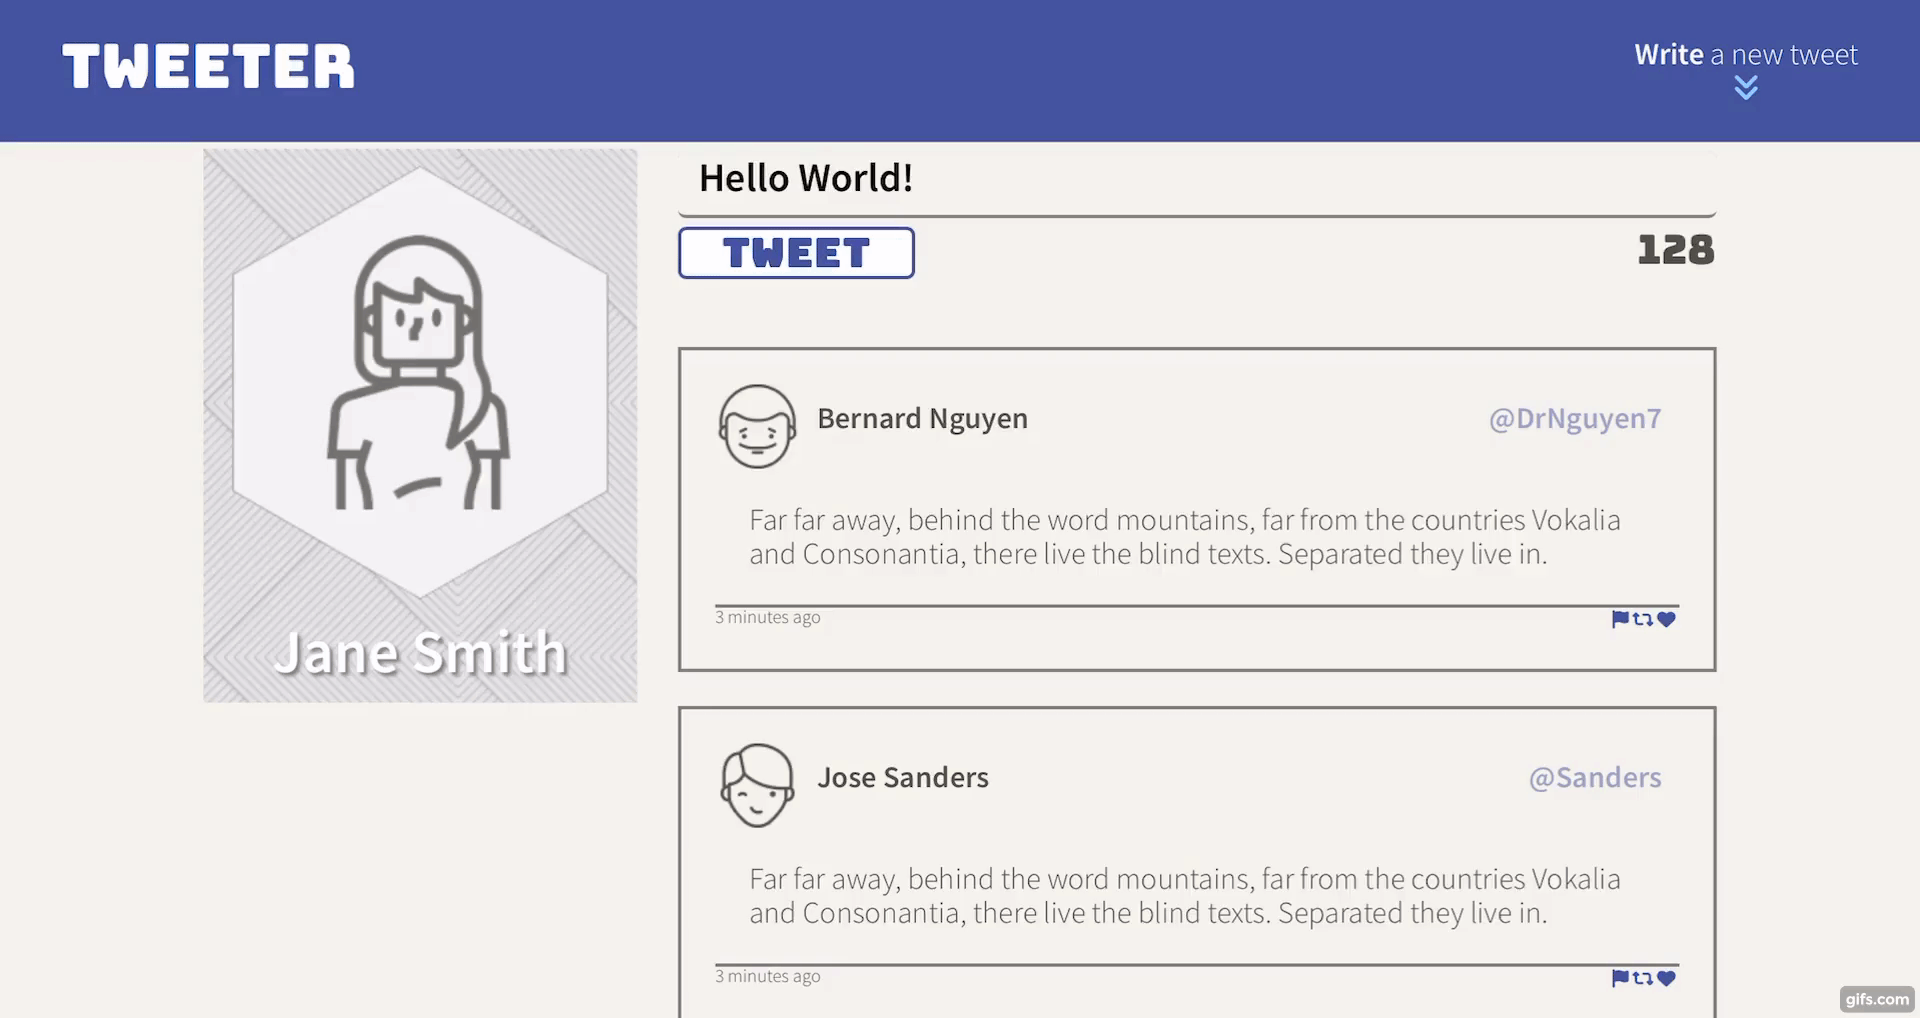 TWEETER
Write a new tweet
Hello World!
TWEET
128
Jane Smith
Bernard Nguyen
@DrNguyen7
Far far away, behind the word mountains, far from the countries Vokalia
and Consonantia, there live the blind texts. Separated they live in.
3 minutes ago
Jose Sanders
@Sanders
Far far away, behind the word mountains, far from the countries Vokalia
and Consonantia, there live the blind texts. Separated they live in.
3 minutes ago
gifs.com